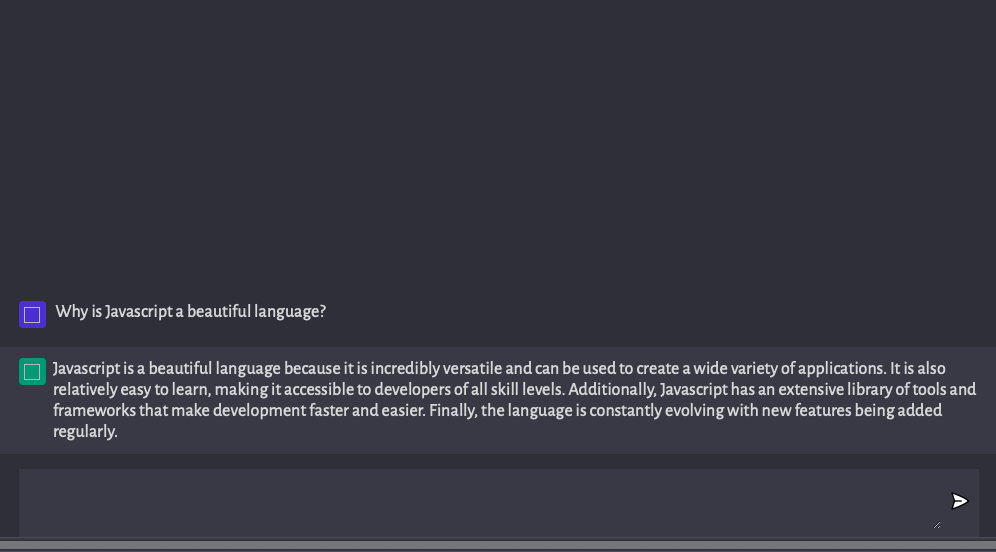 Why is Javascript a beautiful language?
Javascript is a beautiful language because it is incredibly versatile and can be used to create a wide variety of applications. It is also
relatively easy to learn, making it accessible to developers of all skill levels. Additionally, Javascript has an extensive library of tools and
frameworks that make development faster and easier. Finally, the language is constantly evolving with new features being added
regularly.